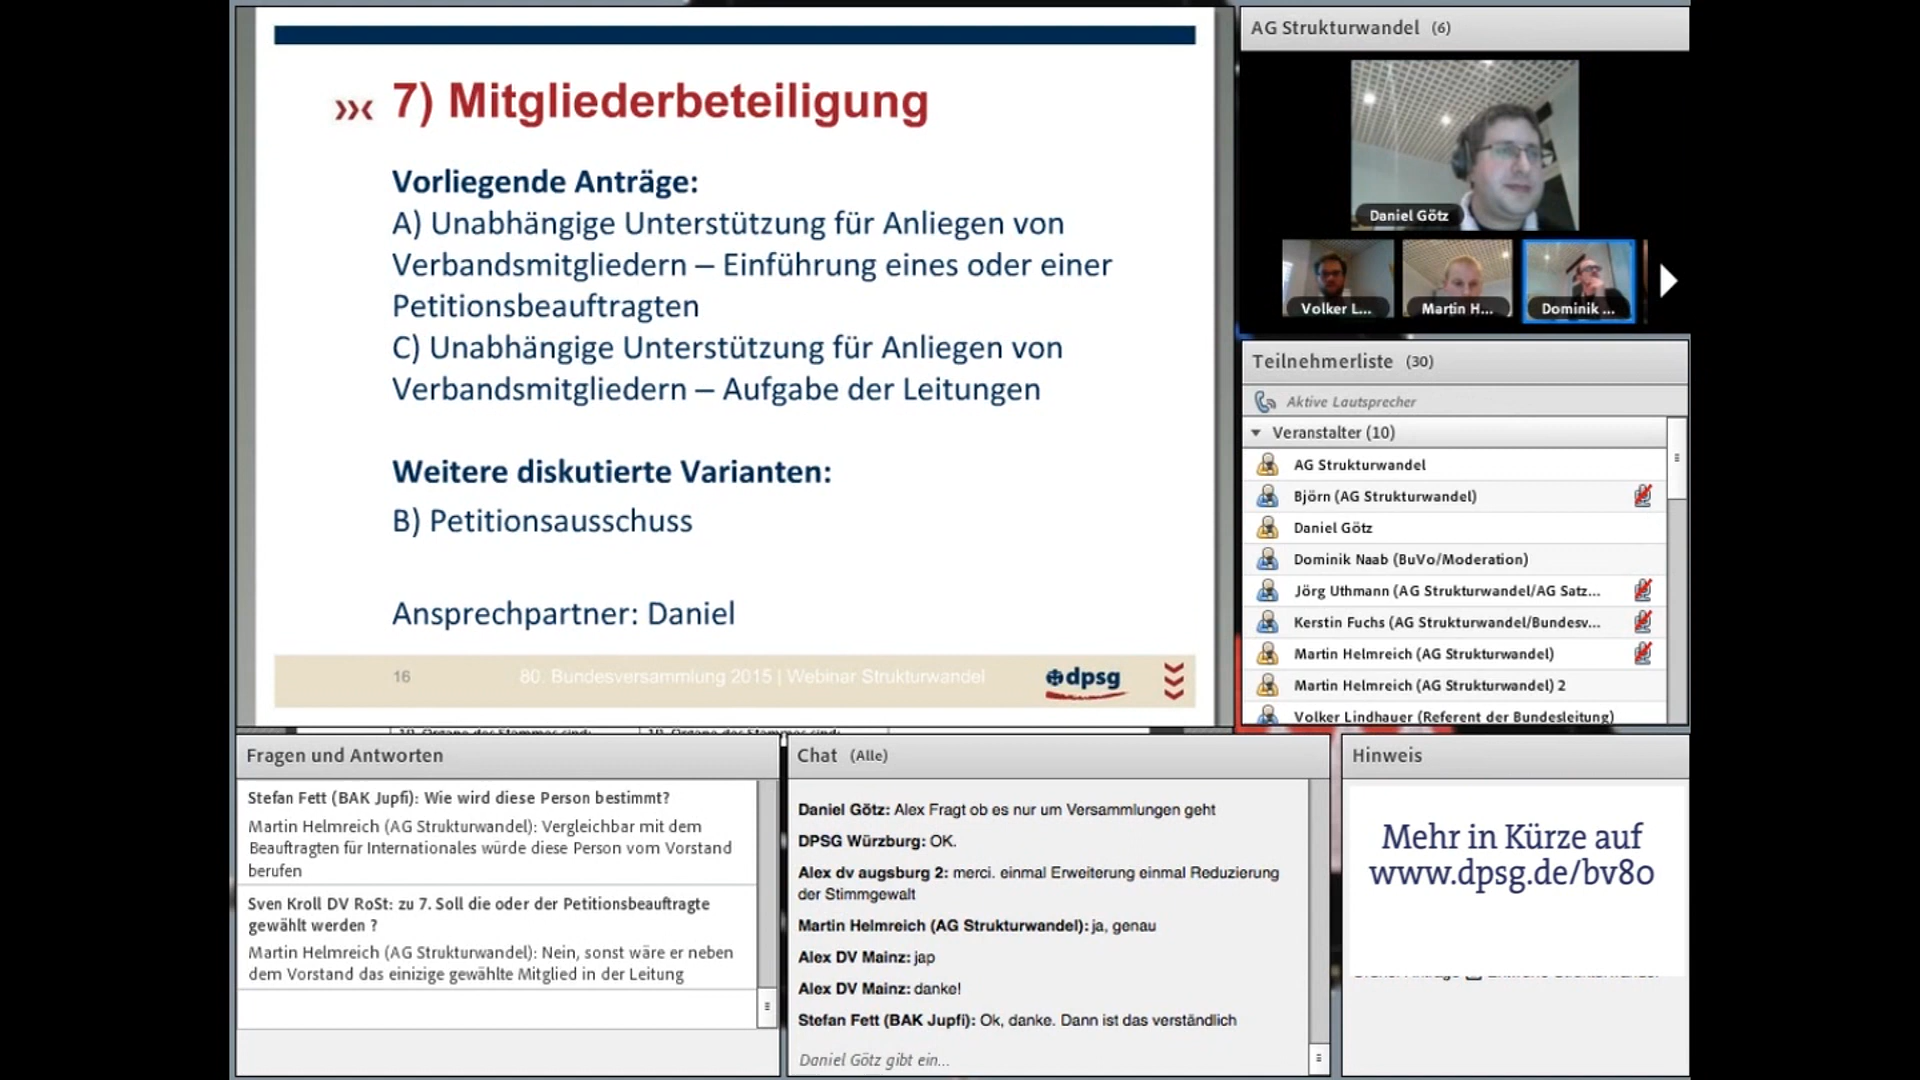 7) Mitgliederbeteiligung
Vorliegende Anträge:
A) Unabhängige Unterstützung für Anliegen von
Verbandsmitgliedern – Einführung eines oder einer
Petitionsbeauftragten
C) Unabhängige Unterstützung für Anliegen von
Verbandsmitgliedern – Aufgabe der Leitungen
Weitere diskutierte Varianten:
B) Petitionsausschuss
Ansprechpartner: Daniel
16
80. Bundesversammlung 2015 | Webinar Strukturwandel
dpsg
AG Strukturwandel (6)
Daniel Götz
Volker L...
Martin H...
Dominik ...
Teilnehmerliste (30)
Aktive Lautsprecher
Veranstalter (10)
AG Strukturwandel
Björn (AG Strukturwandel)
Daniel Götz
Dominik Naab (BuVo/Moderation)
Jörg Uthmann (AG Strukturwandel/AG Satz...
Kerstin Fuchs (AG Strukturwandel/Bundesv...
Martin Helmreich (AG Strukturwandel)
Martin Helmreich (AG Strukturwandel) 2
Volker Lindhauer (Referent der Bundesleitung)
Fragen und Antworten
Stefan Fett (BAK Jupfi): Wie wird diese Person bestimmt?
Martin Helmreich (AG Strukturwandel): Vergleichbar mit dem
Beauftragten für Internationales würde diese Person vom Vorstand
berufen
Sven Kroll DV RoSt: zu 7. Soll die oder der Petitionsbeauftragte
gewählt werden ?
Martin Helmreich (AG Strukturwandel): Nein, sonst wäre er neben
dem Vorstand das einizige gewählte Mitglied in der Leitung
Chat (Alle)
Daniel Götz: Alex Fragt ob es nur um Versammlungen geht
DPSG Würzburg: OK.
Alex dv augsburg 2: merci. einmal Erweiterung einmal Reduzierung
der Stimmgewalt
Martin Helmreich (AG Strukturwandel): ja, genau
Alex DV Mainz: jap
Alex DV Mainz: danke!
Stefan Fett (BAK Jupfi): Ok, danke. Dann ist das verständlich
Daniel Götz gibt ein...
Hinweis
Mehr in Kürze auf
www.dpsg.de/bv80